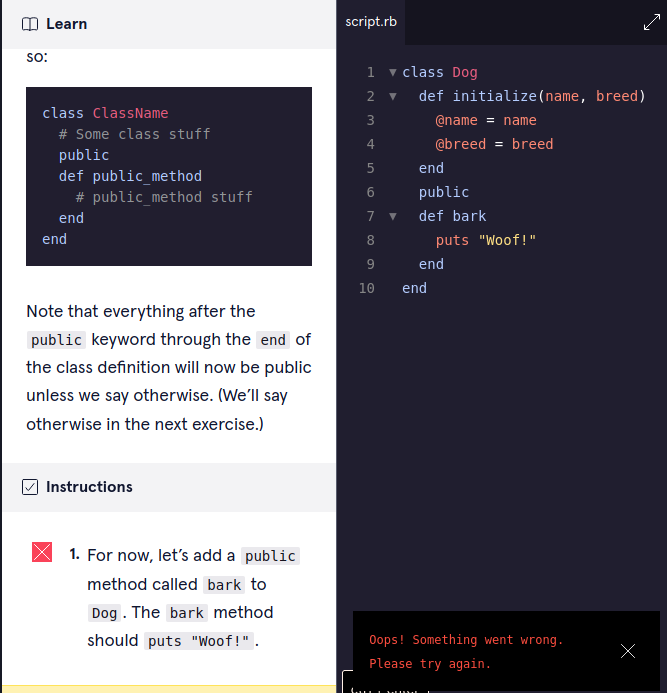 Learn
so:
class ClassName
# Some class stuff
public
def public_method
# public_method stuff
end
end
Note that everything after the
public keyword through the end of
the class definition will now be public
unless we say otherwise. (We’ll say
otherwise in the next exercise.)
Instructions
1. For now, let’s add a public
method called bark to
Dog. The bark method
should puts "Woof!".
script.rb
1 class Dog
2 def initialize(name, breed)
3 @name = name
4 @breed = breed
5 end
6 public
7 def bark
8 puts "Woof!"
9 end
10 end
Oops! Something went wrong.
Please try again.